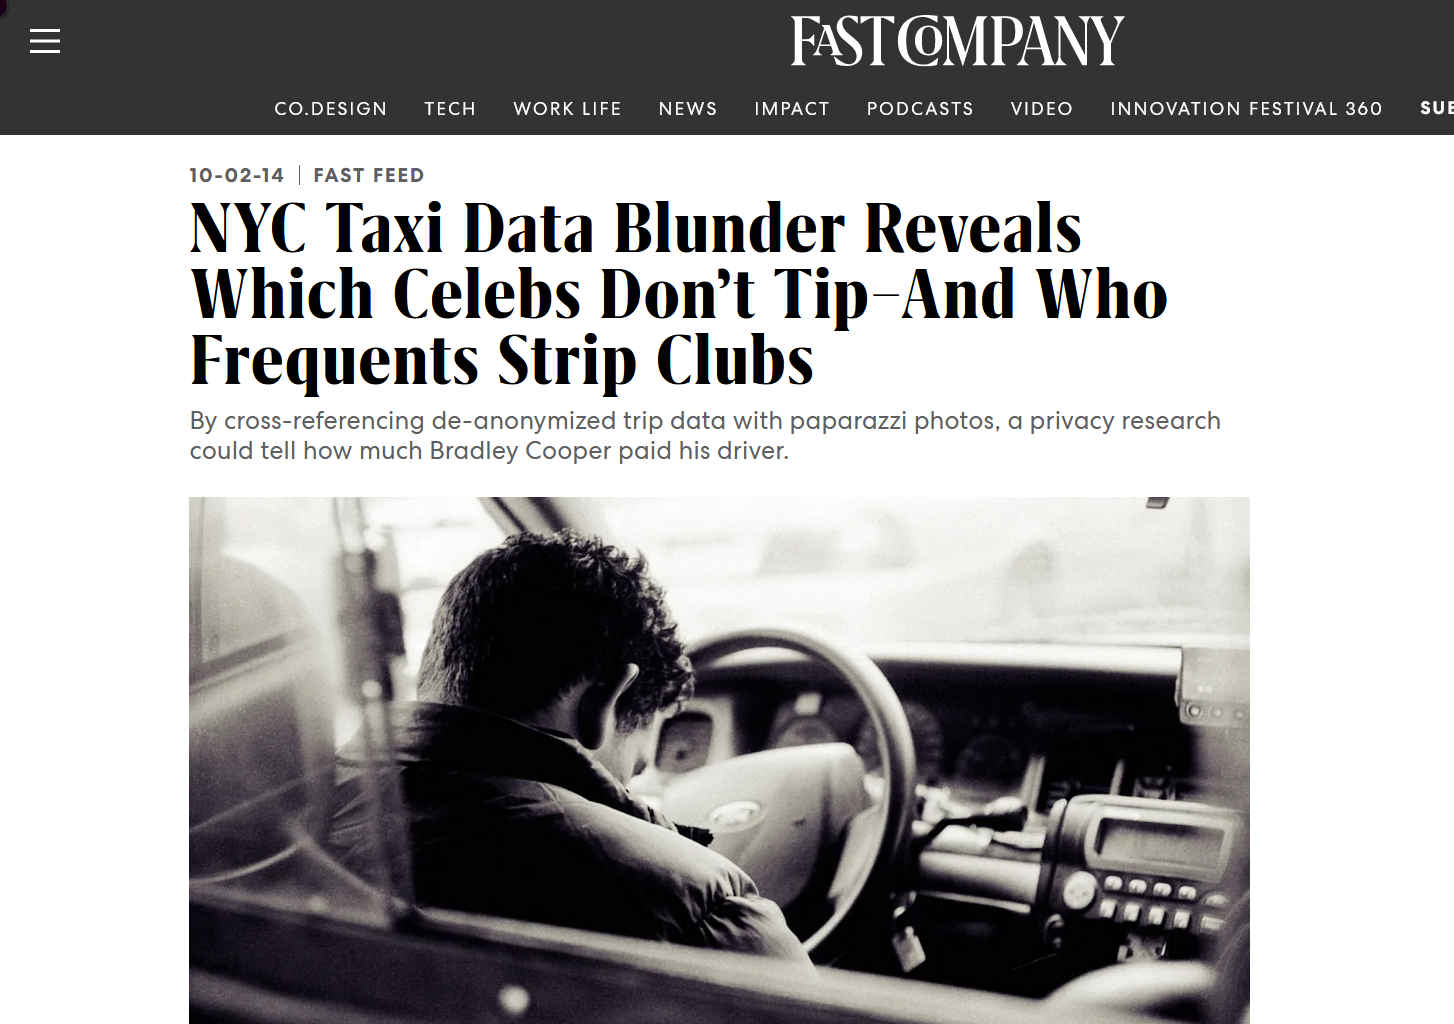 FAST COMPANY
CO.DESIGN TECH WORK LIFE NEWS IMPACT PODCASTS VIDEO INNOVATION FESTIVAL 360
10-02-14 | FAST FEED
NYC Taxi Data Blunder Reveals
Which Celebs Don’t Tip—And Who
Frequents Strip Clubs
By cross-referencing de-anonymized trip data with paparazzi photos, a privacy research
could tell how much Bradley Cooper paid his driver.